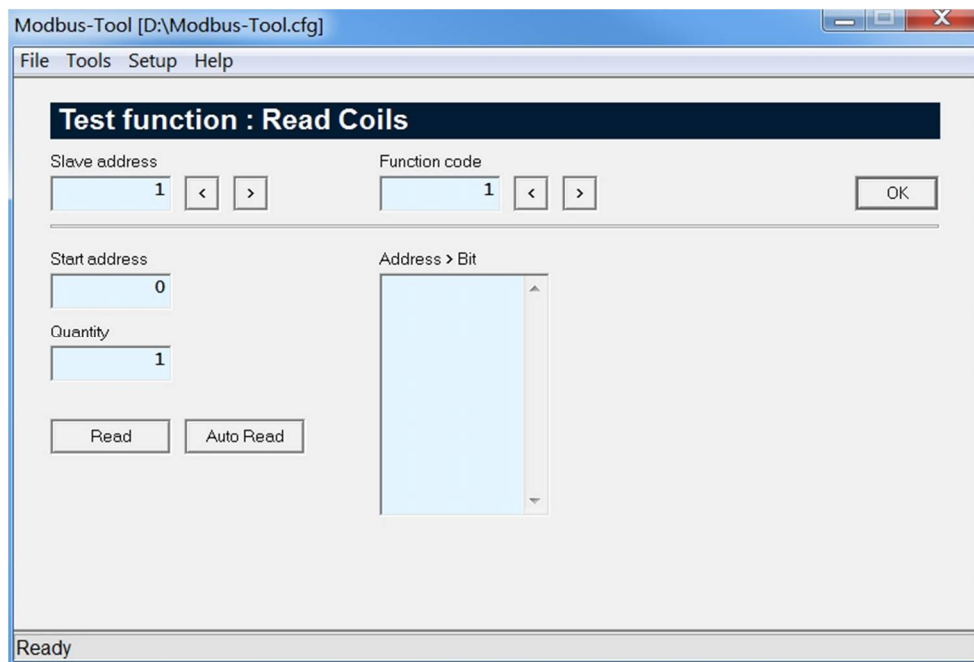 Modbus-Tool [D:\Modbus-Tool.cfg]
File Tools Setup Help
Test function : Read Coils
Slave address Function code
1 < > 1 < > OK
Start address Address > Bit
0
Quantity
1
Read Auto Read
Ready